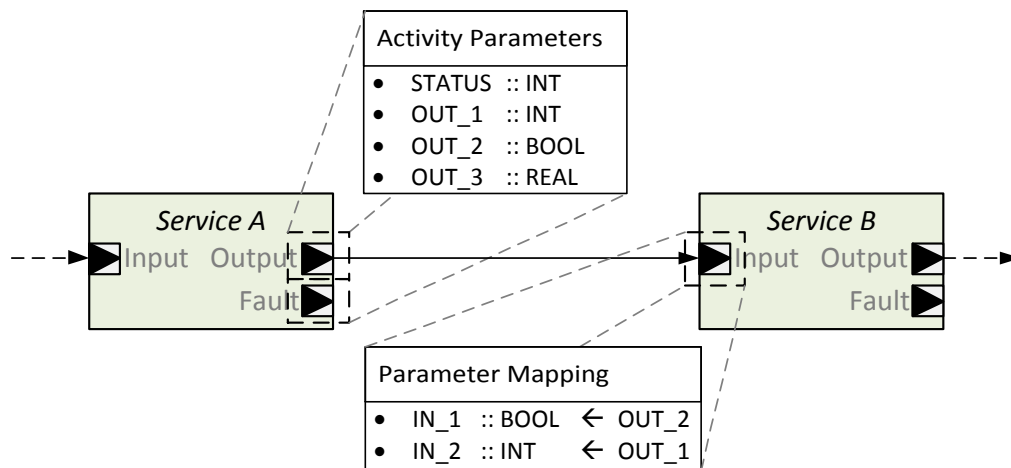 Activity Parameters
• STATUS :: INT
• OUT_1 :: INT
• OUT_2 :: BOOL
• OUT_3 :: REAL
Service A
Input Output
Fault
Service B
Input Output
Fault
Parameter Mapping
• IN_1 :: BOOL ← OUT_2
• IN_2 :: INT ← OUT_1